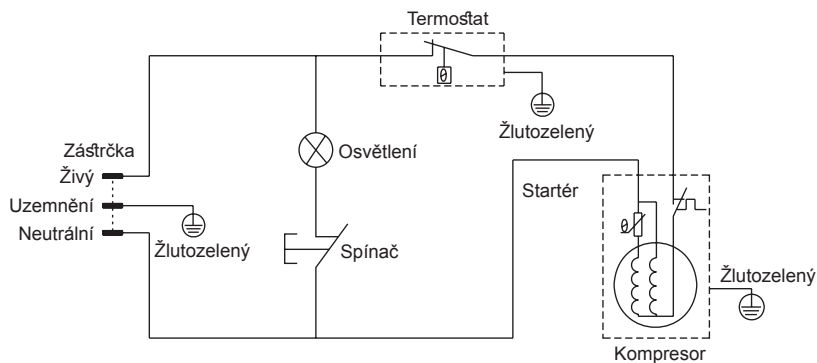 Termostat
Žlutozelený
Osvětlení
Zástrčka
Živý
Startér
Uzemnění
Neutrální
Žlutozelený
Spínač
Žlutozelený
Kompresor